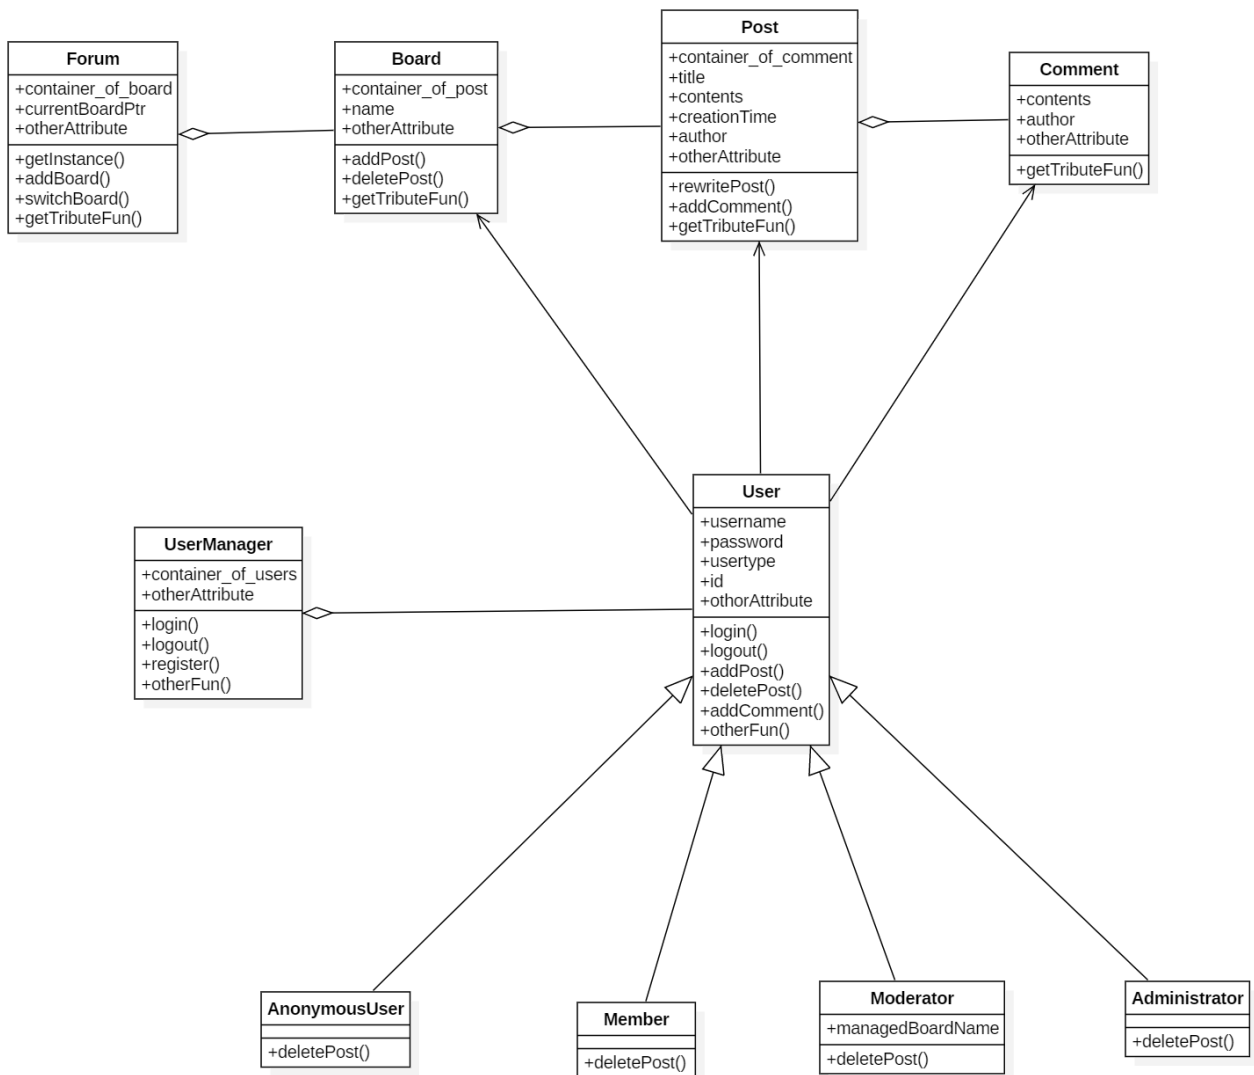 Forum
+container_of_board
+currentBoardPtr
+otherAttribute
+getInstance()
+addBoard()
+switchBoard()
+getTributeFun()
Board
+container_of_post
+name
+otherAttribute
+addPost()
+deletePost()
+getTributeFun()
Post
+container_of_comment
+title
+contents
+creationTime
+author
+otherAttribute
+rewritePost()
+addComment()
+getTributeFun()
Comment
+contents
+author
+otherAttribute
+getTributeFun()
UserManager
+container_of_users
+otherAttribute
+login()
+logout()
+register()
+otherFun()
User
+username
+password
+usertype
+id
+othorAttribute
+login()
+logout()
+addPost()
+deletePost()
+addComment()
+otherFun()
AnonymousUser
+deletePost()
Member
+deletePost()
Moderator
+managedBoardName
+deletePost()
Administrator
+deletePost()